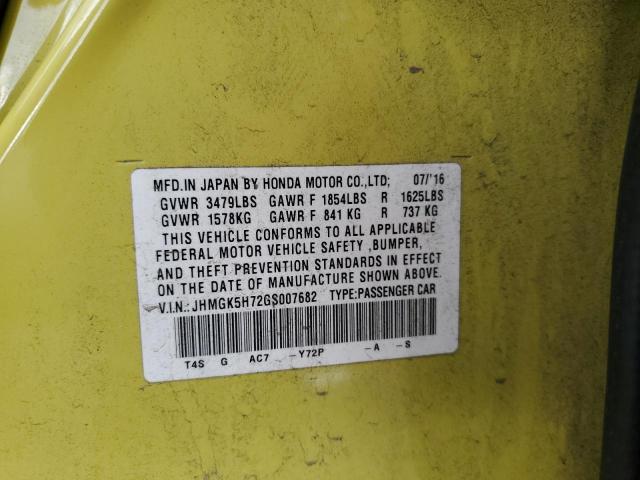 MFD.IN JAPAN BY HONDA MOTOR CO.,LTD; 07/'16
GVWR 3479LBS GAWR F 1854LBS R 1625LBS
GVWR 1578KG GAWR F 841 KG R 737 KG
THIS VEHICLE CONFORMS TO ALL APPLICABLE
FEDERAL MOTOR VEHICLE SAFETY ,BUMPER,
AND THEFT PREVENTION STANDARDS IN EFFECT
ON THE DATE OF MANUFACTURE SHOWN ABOVE.
V.I.N.: JHMGK5H72GS007682 TYPE:PASSENGER CAR
T4S G AC7 -Y72P -A -S